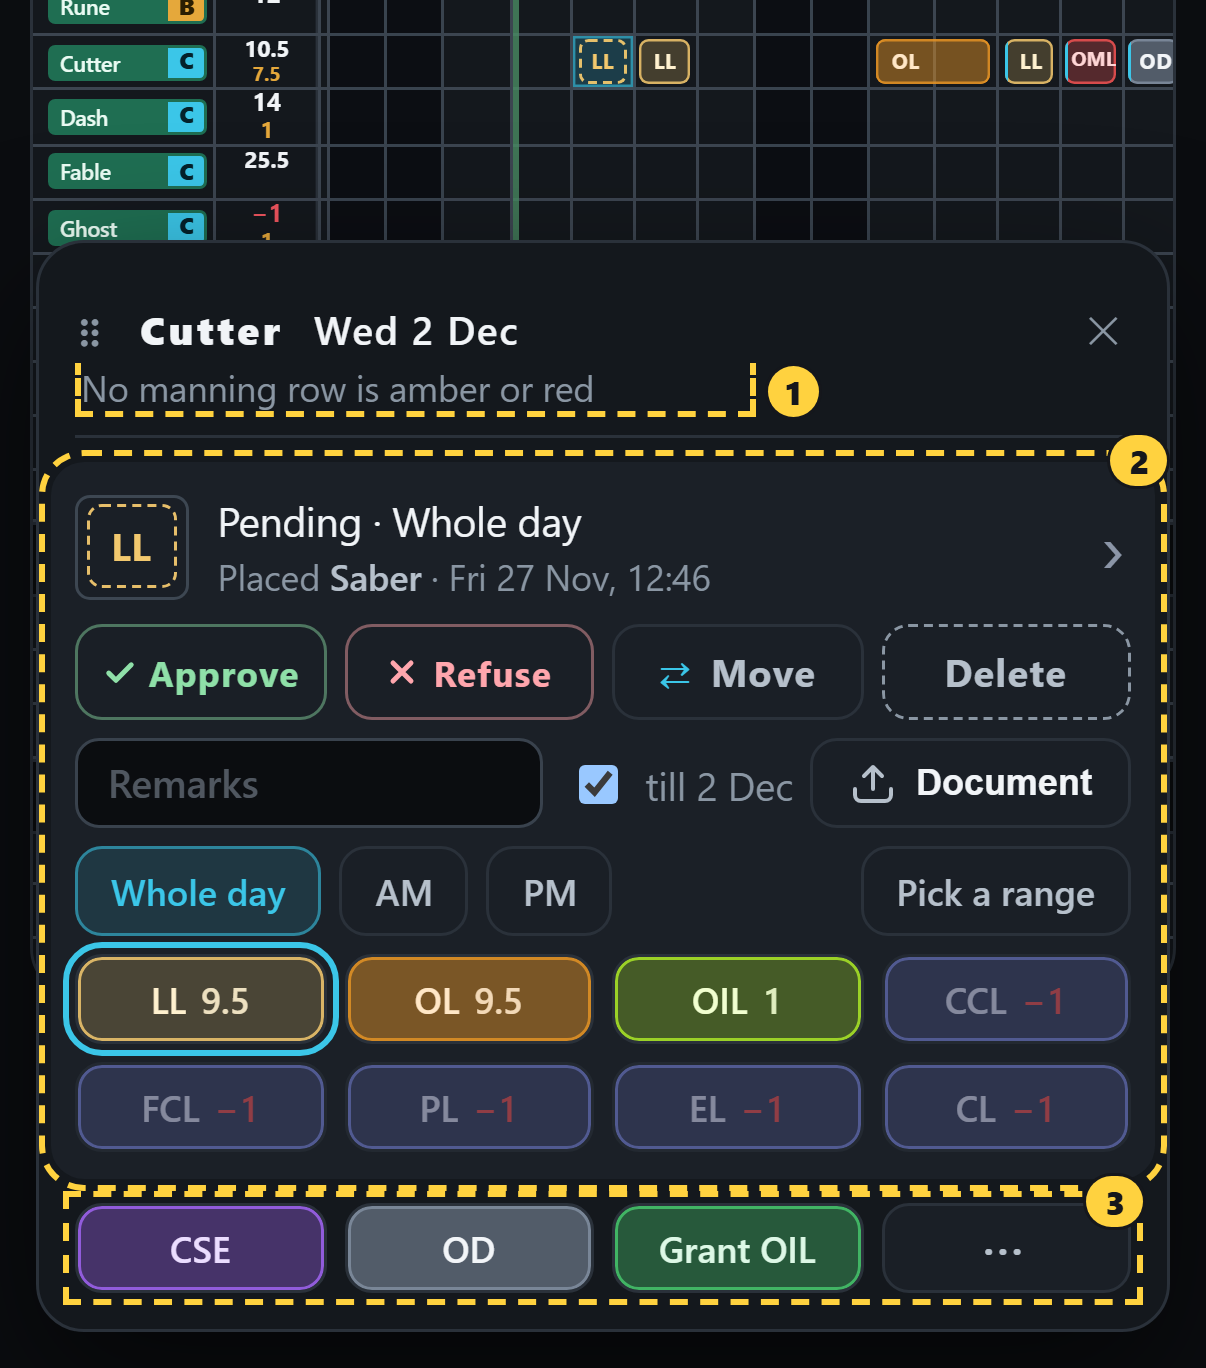 Rune B 12
Cutter C 10.5 LL LL OL LL OML OD
7.5
Dash C 14
1
Fable C 25.5
Ghost C −1
1
Cutter Wed 2 Dec
No manning row is amber or red
1
2
LL Pending · Whole day
Placed Saber · Fri 27 Nov, 12:46
Approve Refuse Move Delete
Remarks till 2 Dec Document
Whole day AM PM Pick a range
LL 9.5 OL 9.5 OIL 1 CCL −1
FCL −1 PL −1 EL −1 CL −1
3
CSE OD Grant OIL ...